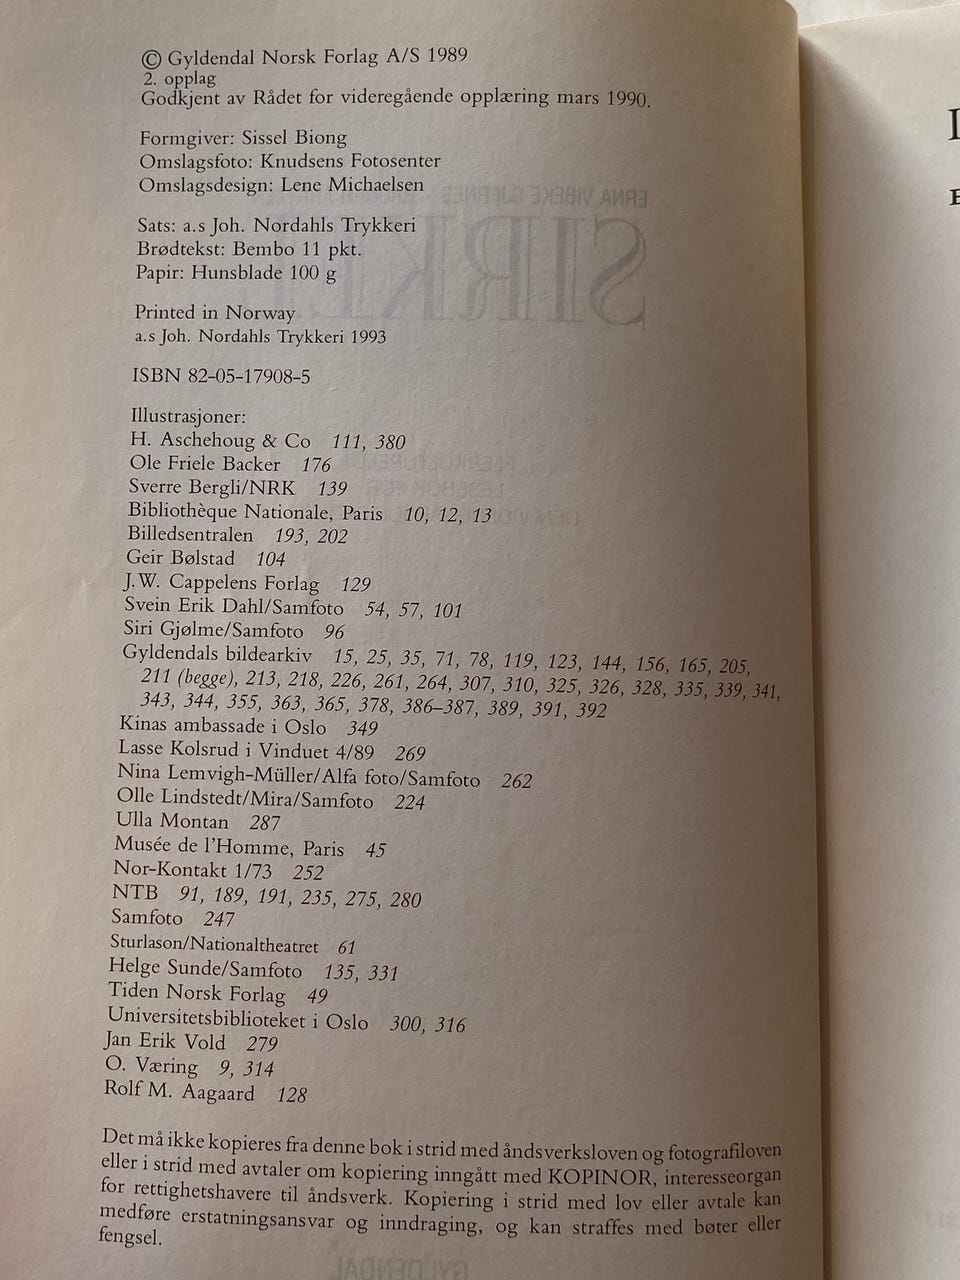 © Gyldendal Norsk Forlag A/S 1989
2. opplag
Godkjent av Rådet for videregående opplæring mars 1990.
Formgiver: Sissel Biong
Omslagsfoto: Knudsens Fotosenter
Omslagsdesign: Lene Michaelsen
Sats: a.s Joh. Nordahls Trykkeri
Brødtekst: Bembo 11 pkt.
Papir: Hunsblade 100 g
Printed in Norway
a.s Joh. Nordahls Trykkeri 1993
ISBN 82-05-17908-5
Illustrasjoner:
H. Aschehoug & Co 111, 380
Ole Friele Backer 176
Sverre Bergli/NRK 139
Bibliothèque Nationale, Paris 10, 12, 13
Billedsentralen 193, 202
Geir Bølstad 104
J.W. Cappelens Forlag 129
Svein Erik Dahl/Samfoto 54, 57, 101
Siri Gjølme/Samfoto 96
Gyldendals bildearkiv 15, 25, 35, 71, 78, 119, 123, 144, 156, 165, 205,
211 (begge), 213, 218, 226, 261, 264, 307, 310, 325, 326, 328, 335, 339, 341,
343, 344, 355, 363, 365, 378, 386–387, 389, 391, 392
Kinas ambassade i Oslo 349
Lasse Kolsrud i Vinduet 4/89 269
Nina Lemvigh-Müller/Alfa foto/Samfoto 262
Olle Lindstedt/Mira/Samfoto 224
Ulla Montan 287
Musée de l'Homme, Paris 45
Nor-Kontakt 1/73 252
NTB 91, 189, 191, 235, 275, 280
Samfoto 247
Sturlason/Nationaltheatret 61
Helge Sunde/Samfoto 135, 331
Tiden Norsk Forlag 49
Universitetsbiblioteket i Oslo 300, 316
Jan Erik Vold 279
O. Væring 9, 314
Rolf M. Aagaard 128
Det må ikke kopieres fra denne bok i strid med åndsverksloven og fotografiloven
eller i strid med avtaler om kopiering inngått med KOPINOR, interesseorgan
for rettighetshavere til åndsverk. Kopiering i strid med lov eller avtale kan
medføre erstatningsansvar og inndraging, og kan straffes med bøter eller
fengsel.